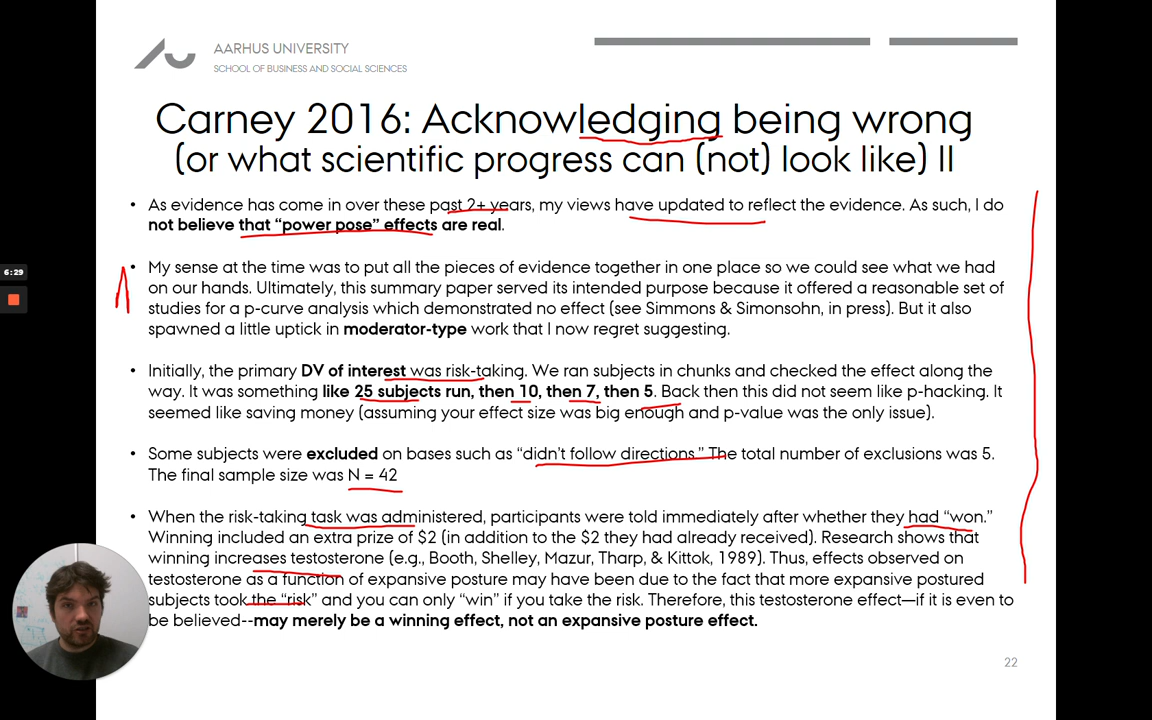 AARHUS UNIVERSITY
SCHOOL OF BUSINESS AND SOCIAL SCIENCES
Carney 2016: Acknowledging being wrong
(or what scientific progress can (not) look like) II
• As evidence has come in over these past 2+ years, my views have updated to reflect the evidence. As such, I do
not believe that “power pose” effects are real.
• My sense at the time was to put all the pieces of evidence together in one place so we could see what we had
on our hands. Ultimately, this summary paper served its intended purpose because it offered a reasonable set of
studies for a p-curve analysis which demonstrated no effect (see Simmons & Simonsohn, in press). But it also
spawned a little uptick in moderator-type work that I now regret suggesting.
• Initially, the primary DV of interest was risk-taking. We ran subjects in chunks and checked the effect along the
way. It was something like 25 subjects run, then 10, then 7, then 5. Back then this did not seem like p-hacking. It
seemed like saving money (assuming your effect size was big enough and p-value was the only issue).
• Some subjects were excluded on bases such as “didn’t follow directions.” The total number of exclusions was 5.
The final sample size was N = 42
• When the risk-taking task was administered, participants were told immediately after whether they had “won.”
Winning included an extra prize of $2 (in addition to the $2 they had already received). Research shows that
winning increases testosterone (e.g., Booth, Shelley, Mazur, Tharp, & Kittok, 1989). Thus, effects observed on
testosterone as a function of expansive posture may have been due to the fact that more expansive postured
subjects took the “risk” and you can only “win” if you take the risk. Therefore, this testosterone effect—if it is even to
be believed--may merely be a winning effect, not an expansive posture effect.
22
6:29